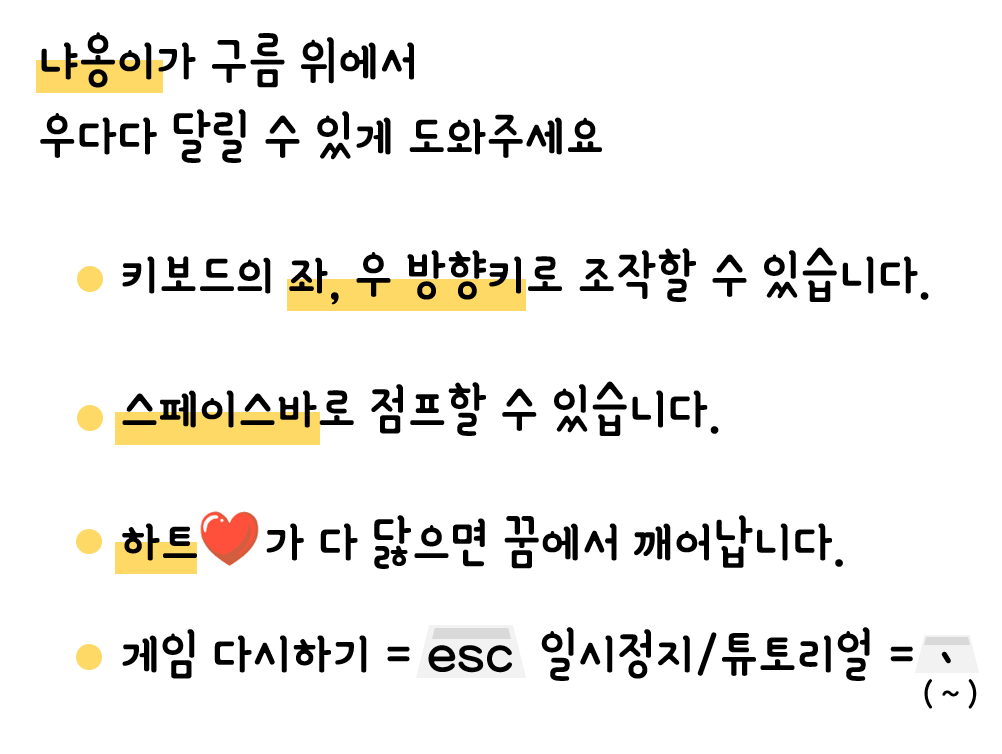 냐옹이가 구름 위에서
우다다 달릴 수 있게 도와주세요
키보드의 좌, 우 방향키로 조작할 수 있습니다.
스페이스바로 점프할 수 있습니다.
하트❤️가 다 닳으면 꿈에서 깨어납니다.
게임 다시하기 = esc 일시정지/튜토리얼 = `
(~)